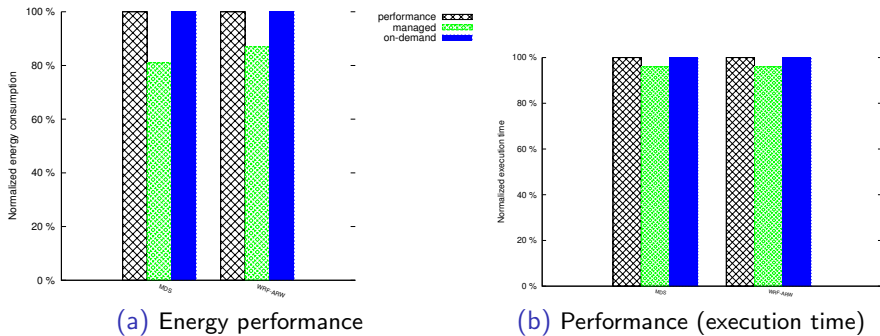 100 %
80 %
60 %
40 %
20 %
0 %
Normalized energy consumption
MDS
WRF-ARW
performance
managed
on-demand
(a) Energy performance
100 %
80 %
60 %
40 %
20 %
0 %
Normalized execution time
MDS
WRF-ARW
(b) Performance (execution time)